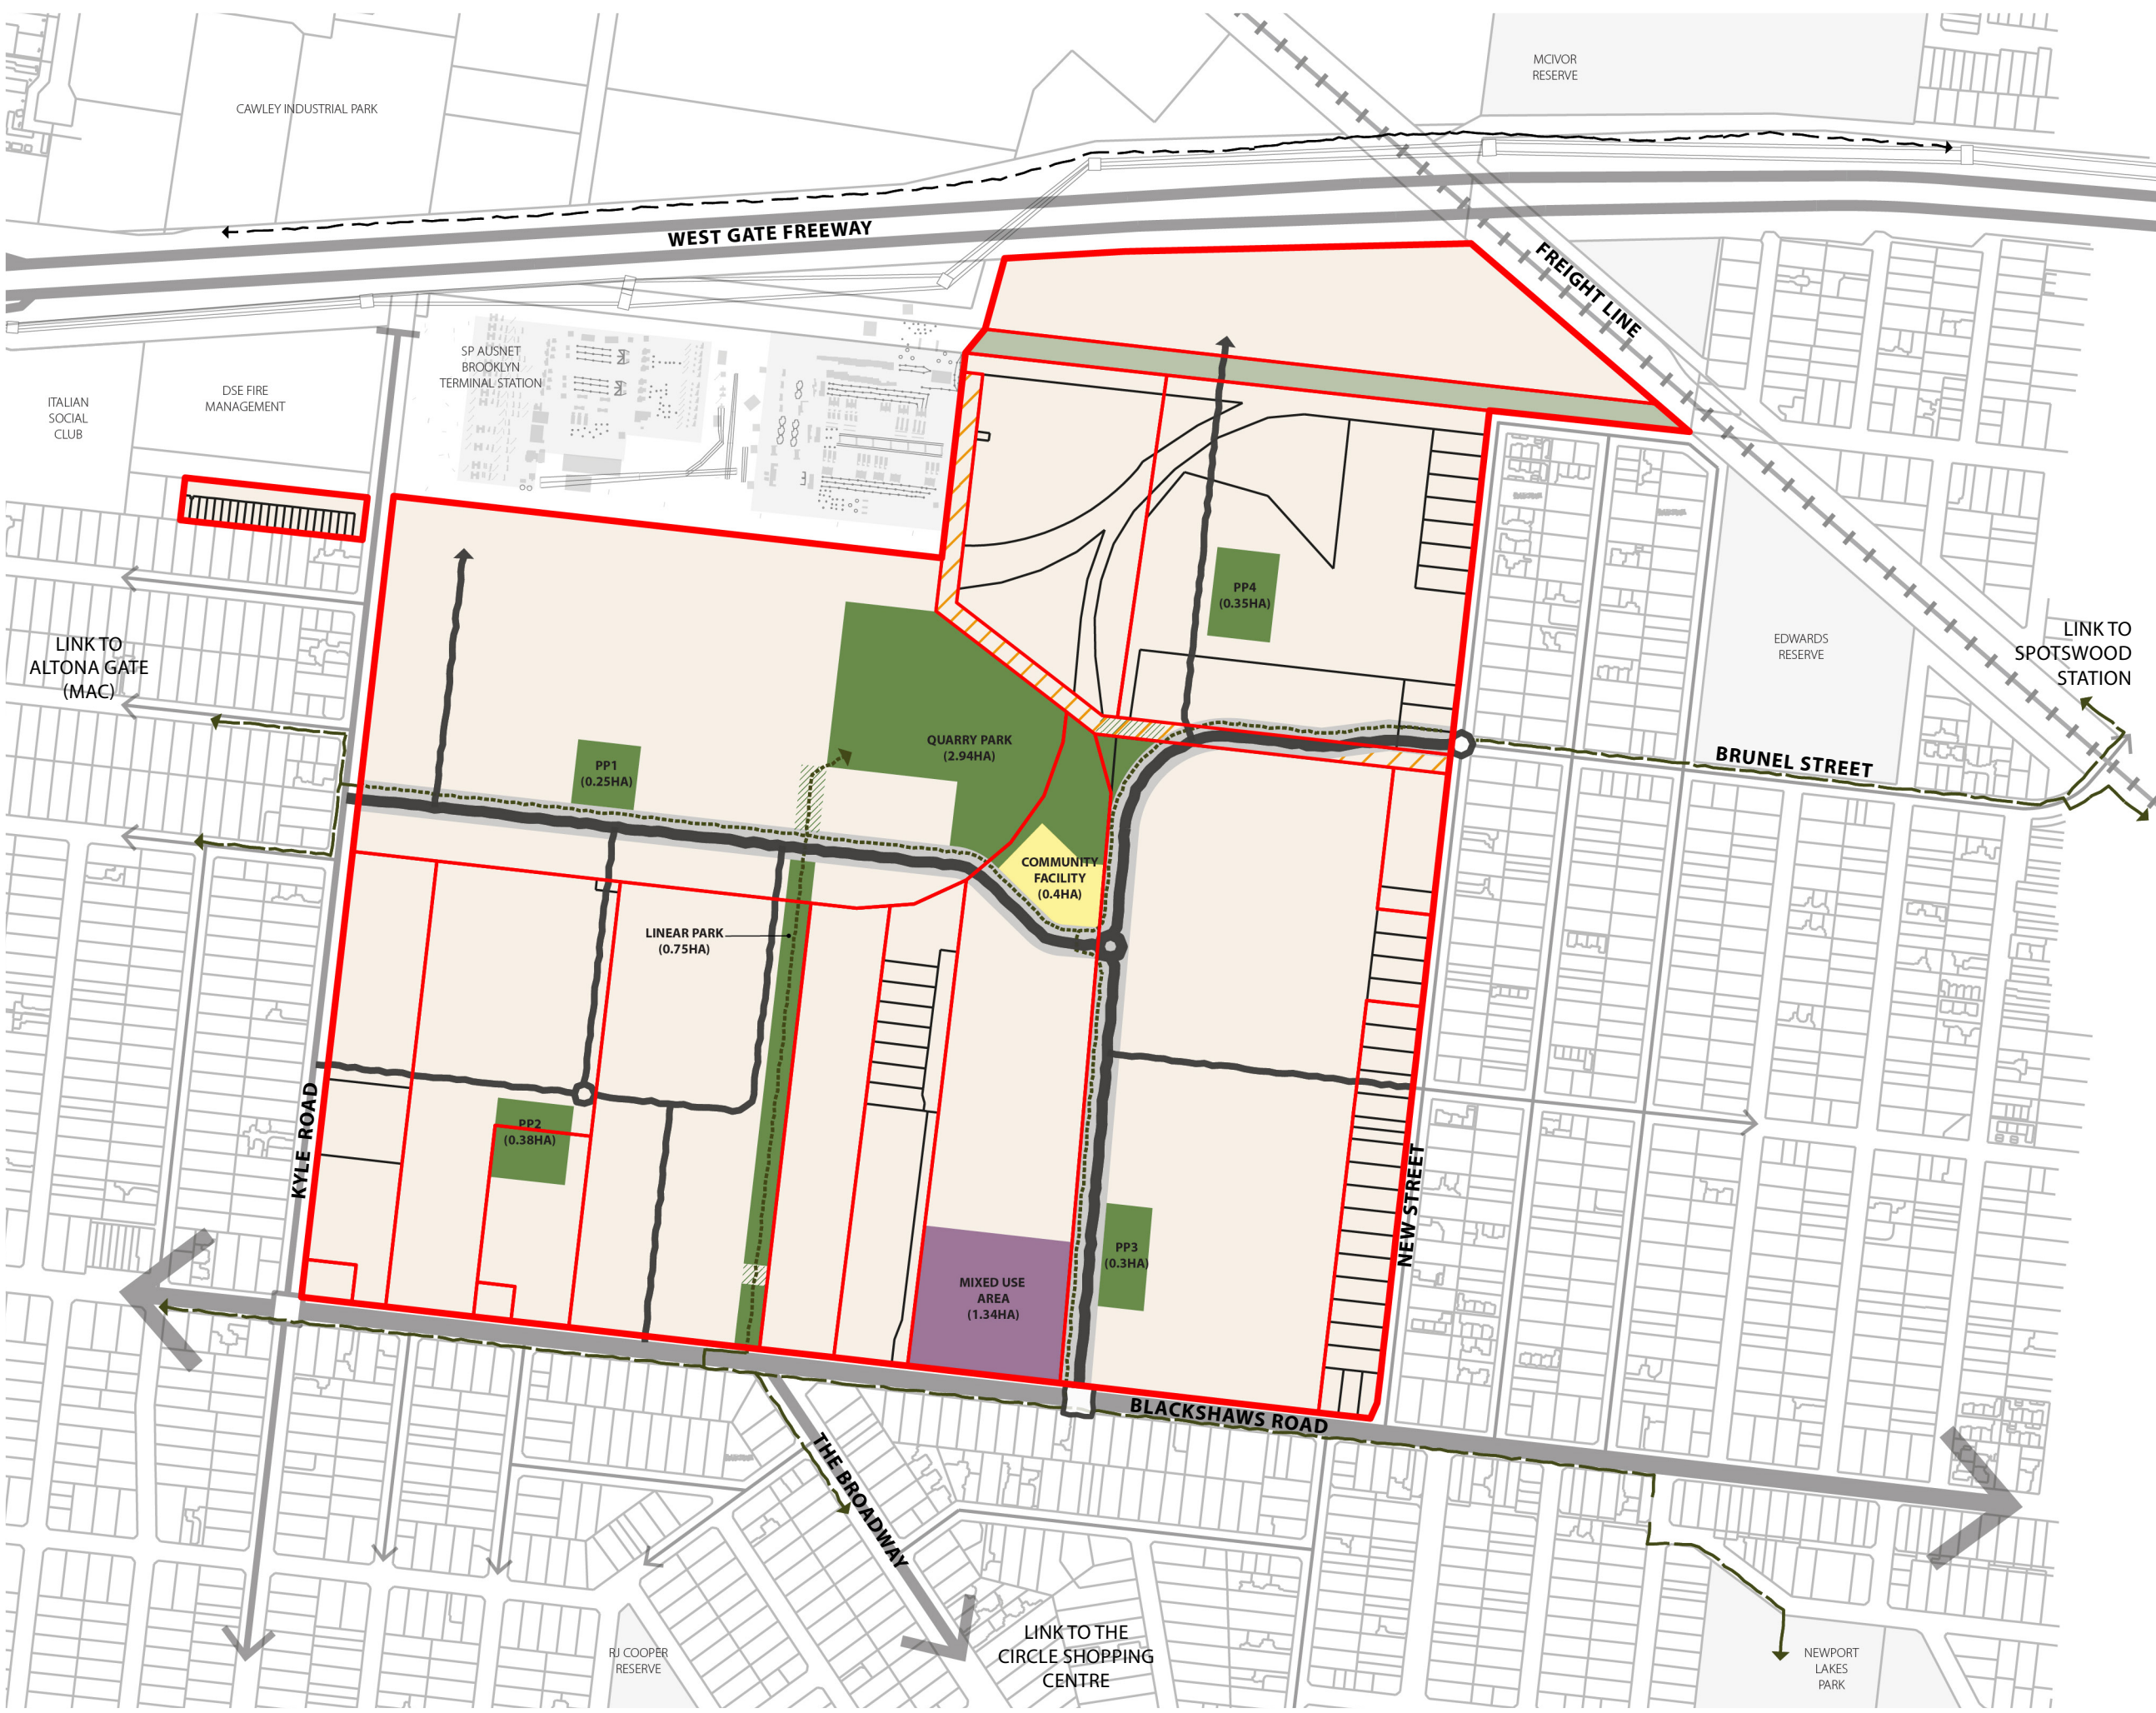 MCIVOR
RESERVE
CAWLEY INDUSTRIAL PARK
WEST GATE FREEWAY
FREIGHT LINE
SP AUSNET
BROOKLYN
TERMINAL STATION
DSE FIRE
MANAGEMENT
ITALIAN
SOCIAL
CLUB
PP4
(0.35HA)
LINK TO
ALTONA GATE
(MAC)
EDWARDS
RESERVE
LINK TO
SPOTSWOOD
STATION
QUARRY PARK
(2.94HA)
PP1
(0.25HA)
BRUNEL STREET
COMMUNITY
FACILITY
(0.4HA)
LINEAR PARK
(0.75HA)
PP2
(0.38HA)
KYLE ROAD
NEW STREET
PP3
(0.3HA)
MIXED USE
AREA
(1.34HA)
BLACKSHAWS ROAD
THE BROADWAY
LINK TO THE
CIRCLE SHOPPING
CENTRE
RJ COOPER
RESERVE
NEWPORT
LAKES
PARK